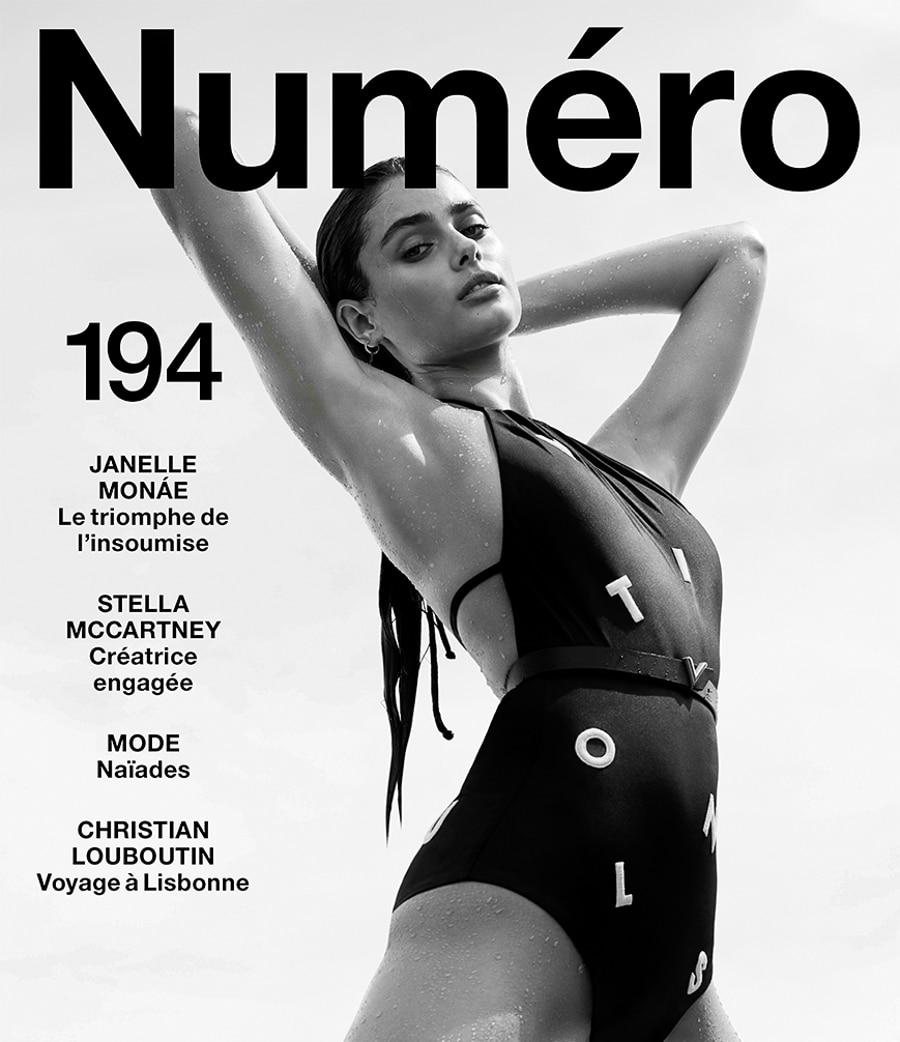 Numéro
194
JANELLE
MONÁE
Le triomphe de
l’insoumise
STELLA
MCCARTNEY
Créatrice
engagée
MODE
Naïades
CHRISTIAN
LOUBOUTIN
Voyage à Lisbonne
T
I
O
L
S